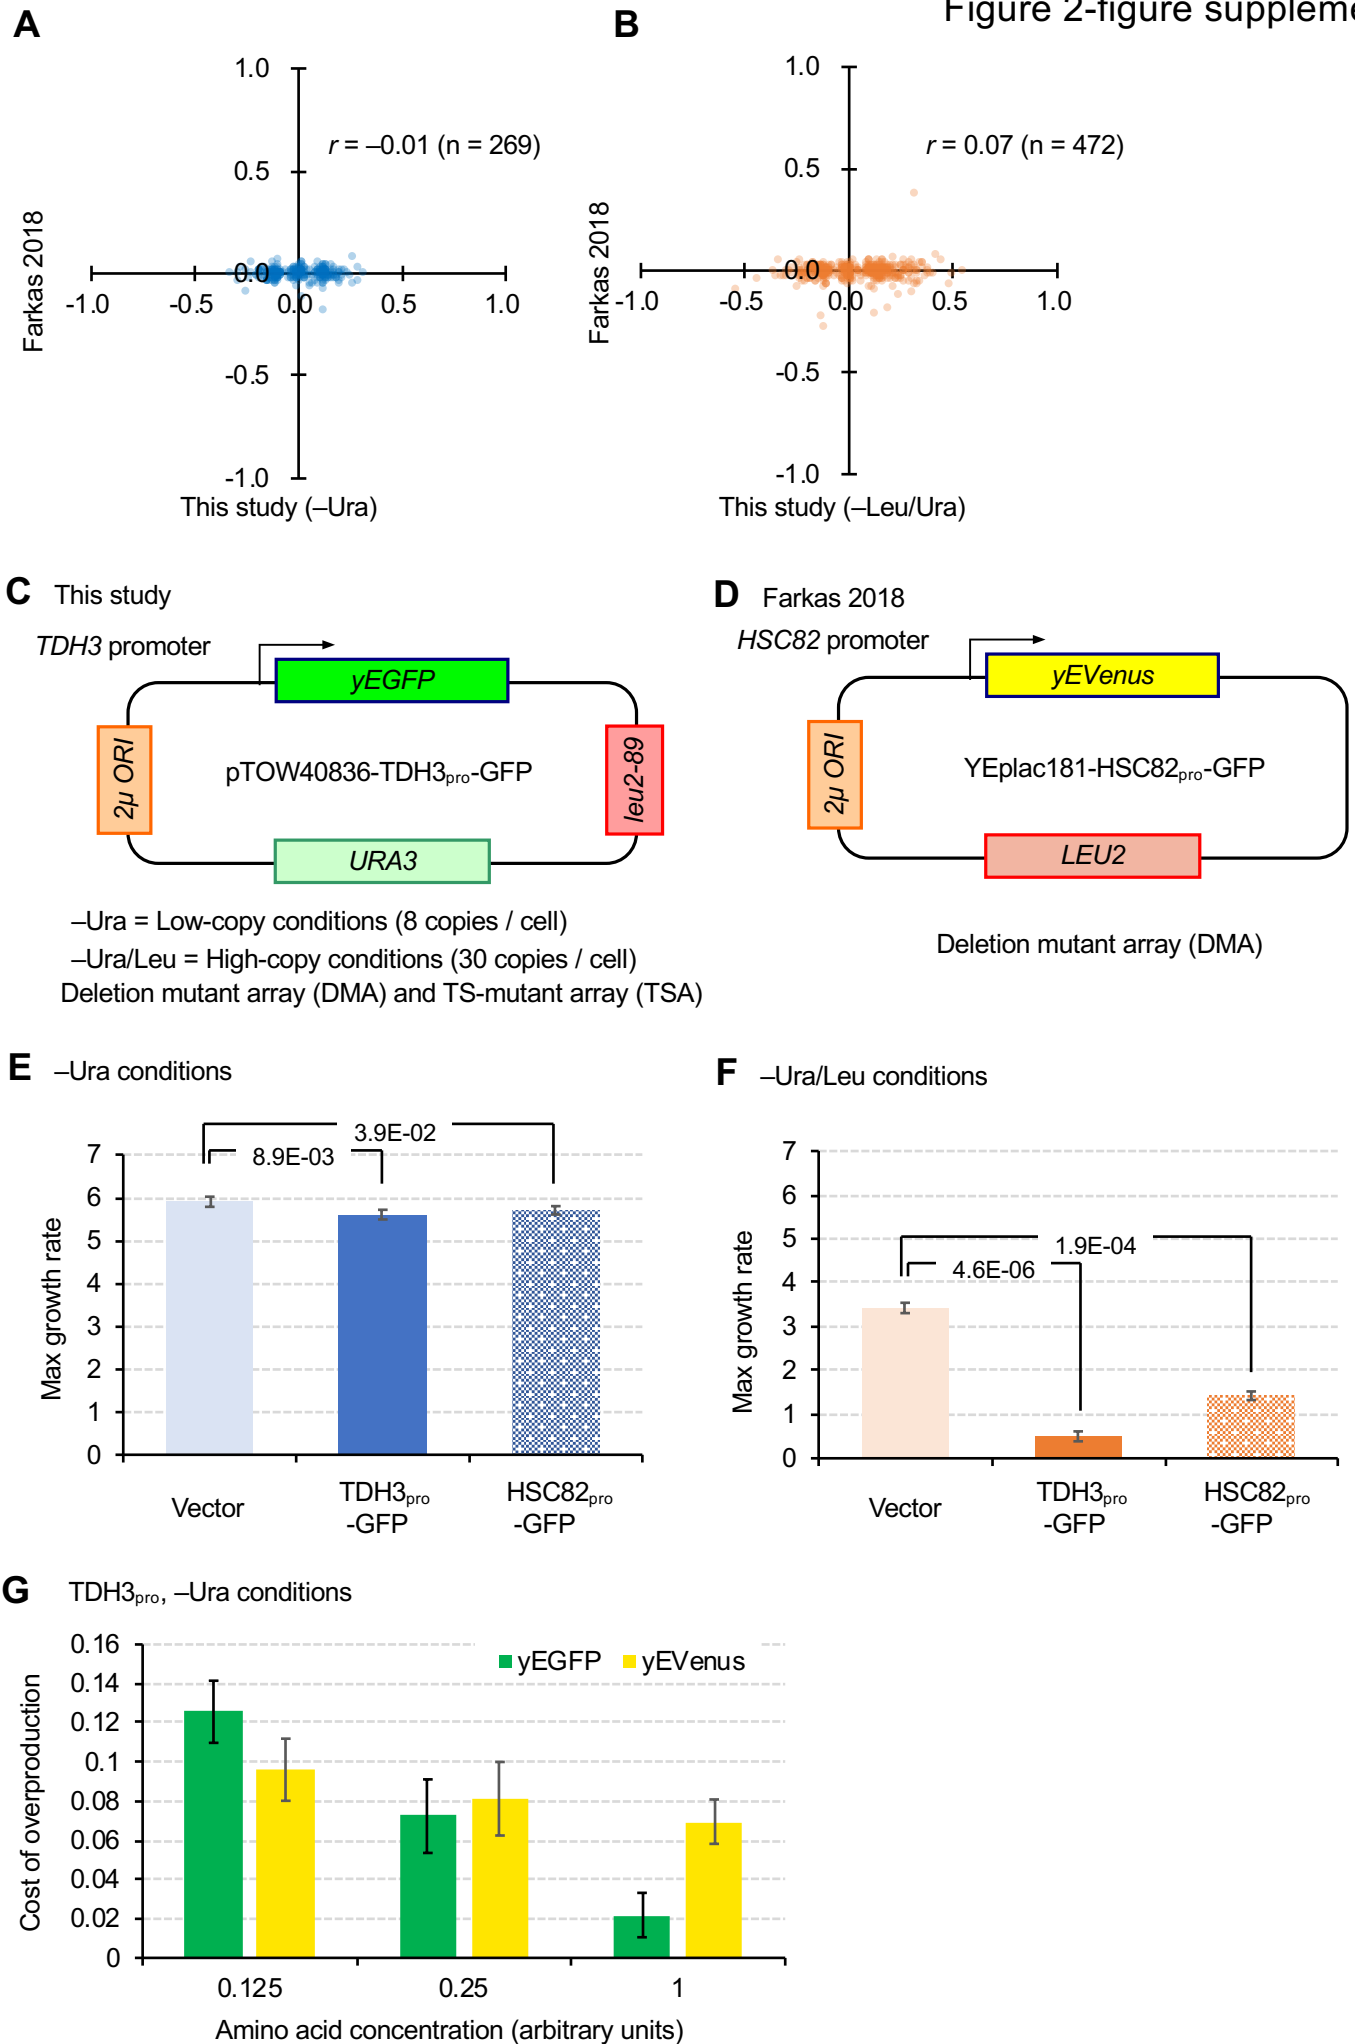 Figure 2-figure suppleme
A
B
1.0
0.5
0.0
-0.5
-1.0
r = –0.01 (n = 269)
Farkas 2018
-1.0 -0.5 0.0 0.5 1.0
This study (–Ura)
1.0
0.5
0.0
-0.5
-1.0
r = 0.07 (n = 472)
Farkas 2018
-1.0 -0.5 0.0 0.5 1.0
This study (–Leu/Ura)
C This study
TDH3 promoter
yEGFP
2μ ORI
pTOW40836-TDH3pro-GFP
leu2-89
URA3
–Ura = Low-copy conditions (8 copies / cell)
–Ura/Leu = High-copy conditions (30 copies / cell)
Deletion mutant array (DMA) and TS-mutant array (TSA)
D Farkas 2018
HSC82 promoter
yEVenus
2μ ORI
YEplac181-HSC82pro-GFP
LEU2
Deletion mutant array (DMA)
E –Ura conditions
3.9E-02
8.9E-03
7
6
5
4
3
2
1
0
Max growth rate
Vector
TDH3pro
-GFP
HSC82pro
-GFP
F –Ura/Leu conditions
1.9E-04
4.6E-06
7
6
5
4
3
2
1
0
Max growth rate
Vector
TDH3pro
-GFP
HSC82pro
-GFP
G TDH3pro, –Ura conditions
yEGFP yEVenus
0.16
0.14
0.12
0.1
0.08
0.06
0.04
0.02
0
Cost of overproduction
0.125 0.25 1
Amino acid concentration (arbitrary units)